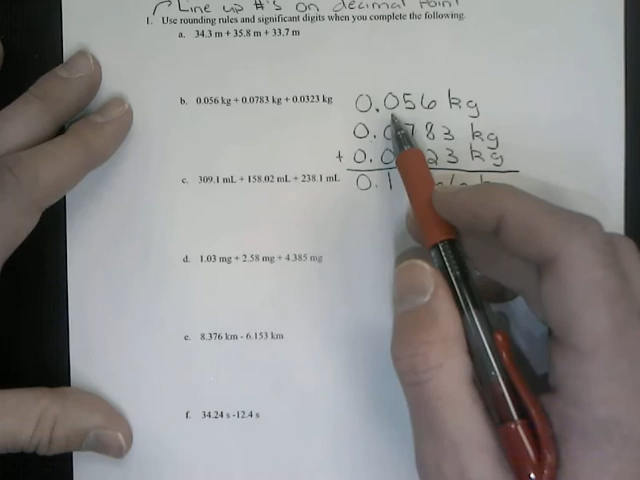 Line up #'s on decimal point
1. Use rounding rules and significant digits when you complete the following.
a. 34.3 m + 35.8 m + 33.7 m
b. 0.056 kg + 0.0783 kg + 0.0323 kg
0.056 kg
0.0783 kg
+ 0.0 23 kg
0.1
c. 309.1 mL + 158.02 mL + 238.1 mL
d. 1.03 mg + 2.58 mg + 4.385 mg
e. 8.376 km - 6.153 km
f. 34.24 s -12.4 s